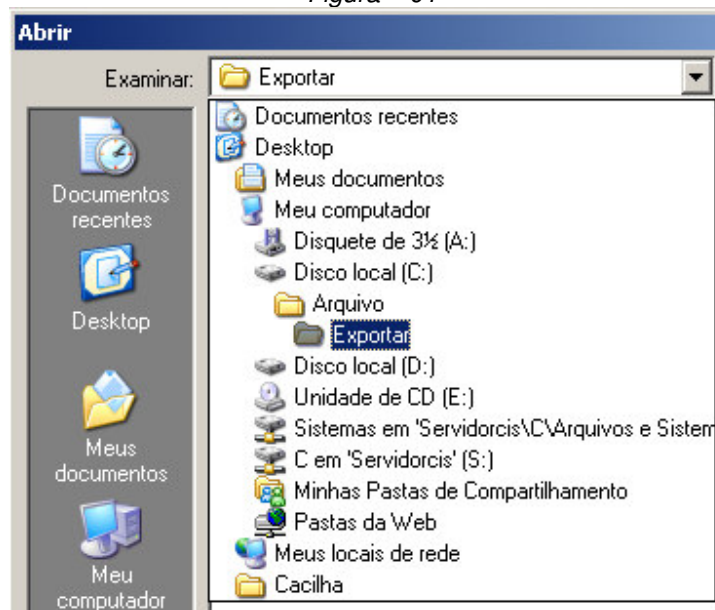 Abrir
Examinar:
Exportar
Documentos recentes
Desktop
Meus documentos
Meu computador
Disquete de 3½ (A:)
Disco local (C:)
Arquivo
Exportar
Disco local (D:)
Unidade de CD (E:)
Sistemas em 'Servidorcis\C\Arquivos e Sistem
C em 'Servidorcis' (S:)
Minhas Pastas de Compartilhamento
Pastas da Web
Meus locais de rede
Cacilha
Documentos
recentes
Desktop
Meus
documentos
Meu
computador